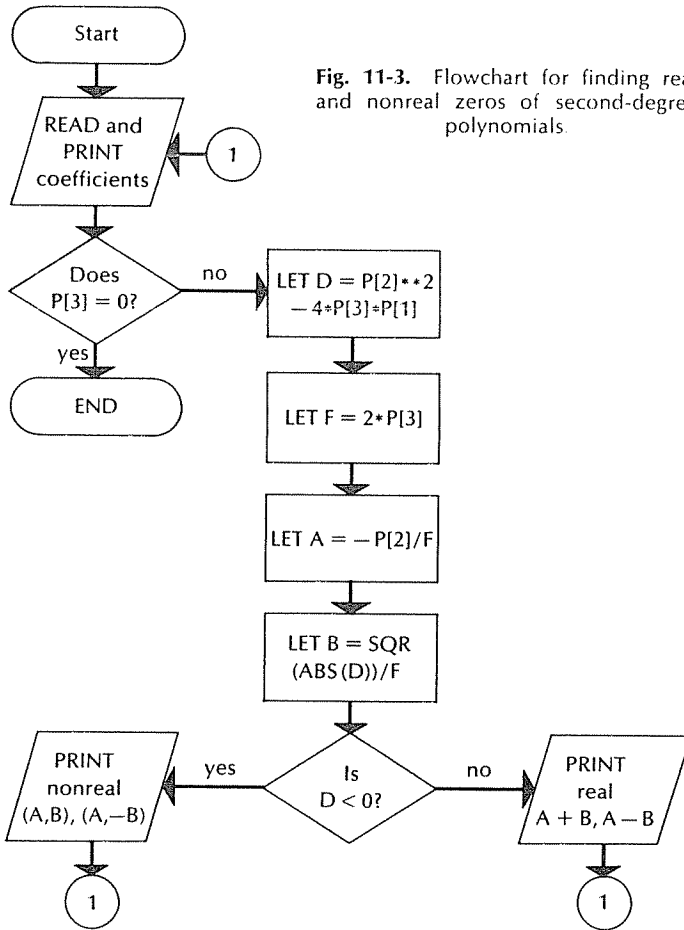 Start
Fig. 11-3. Flowchart for finding rea
and nonreal zeros of second-degre
polynomials.
READ and
PRINT
coefficients
1
Does
P[3] = 0?
no
yes
END
LET D = P[2]**2
−4*P[3]*P[1]
LET F = 2*P[3]
LET A = −P[2]/F
LET B = SQR
(ABS(D))/F
Is
D < 0?
yes
no
PRINT
nonreal
(A,B), (A,−B)
1
PRINT
real
A + B, A − B
1